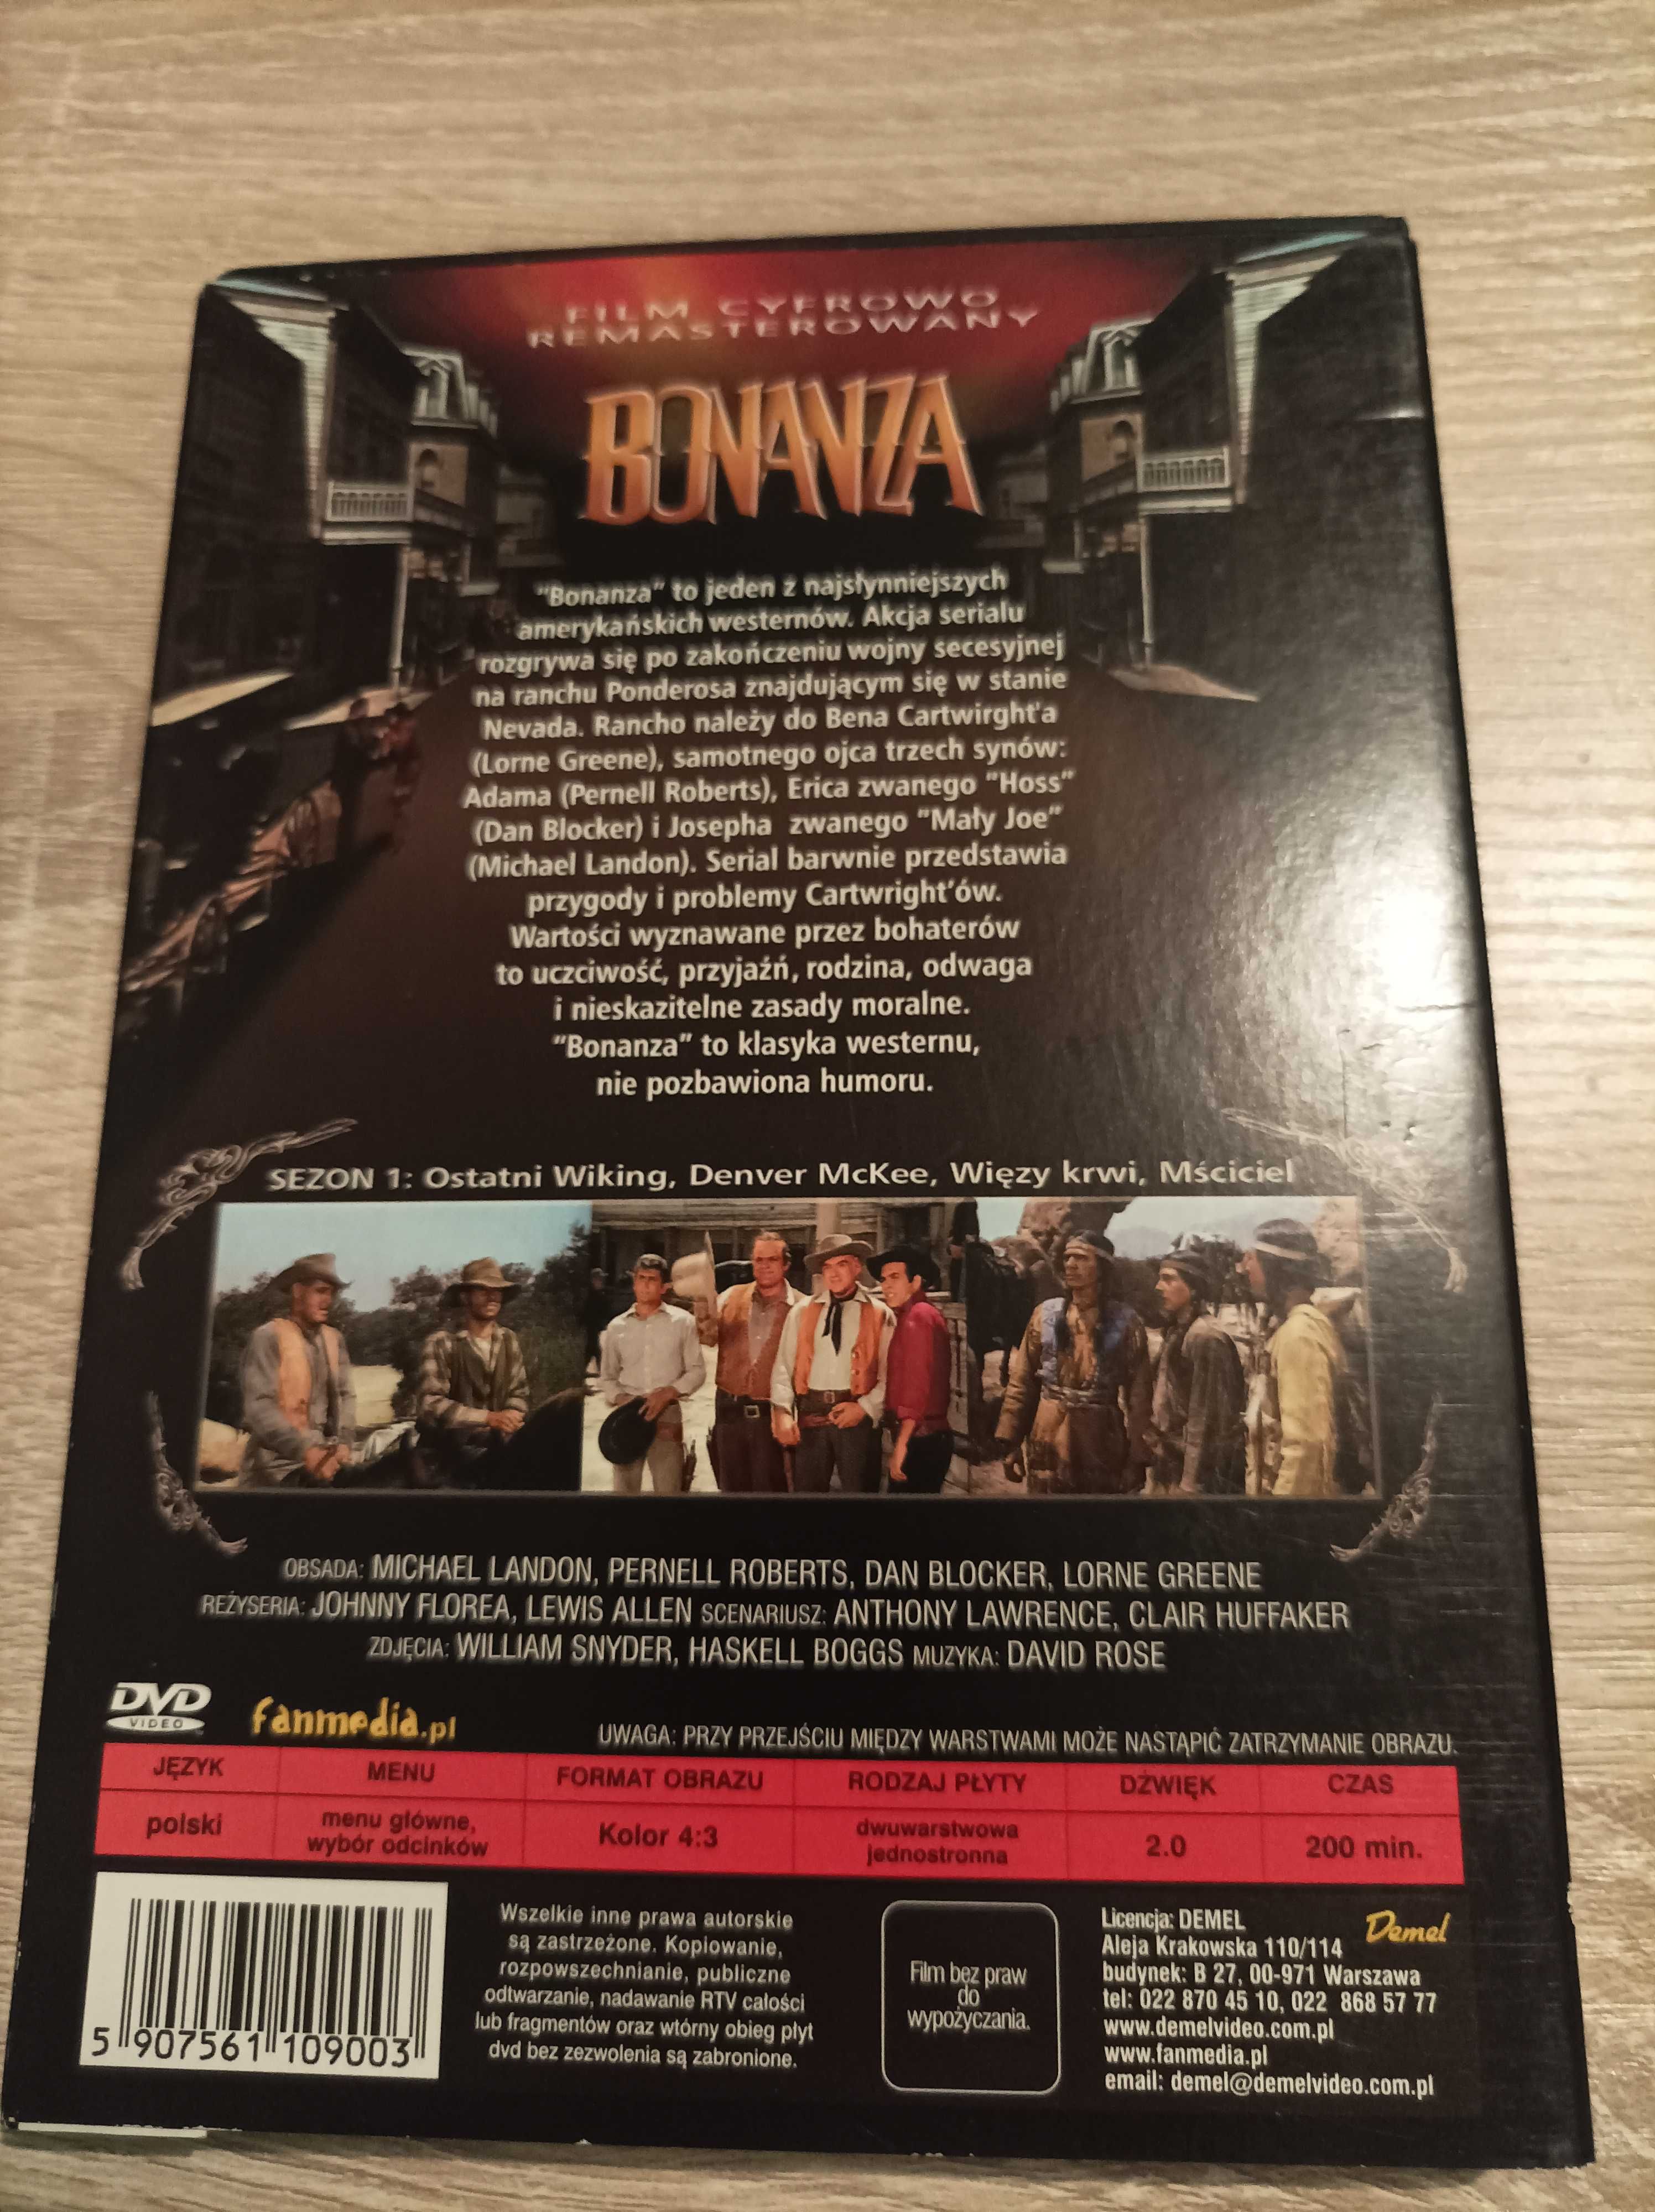 FILM CYFROWO
REMASTEROWANY
BONANZA
"Bonanza" to jeden z najsłynniejszych
amerykańskich westernów. Akcja serialu
rozgrywa się po zakończeniu wojny secesyjnej
na ranchu Ponderosa znajdującym się w stanie
Nevada. Rancho należy do Bena Cartwirght'a
(Lorne Greene), samotnego ojca trzech synów:
Adama (Pernell Roberts), Erica zwanego "Hoss"
(Dan Blocker) i Josepha zwanego "Mały Joe"
(Michael Landon). Serial barwnie przedstawia
przygody i problemy Cartwright'ów.
Wartości wyznawane przez bohaterów
to uczciwość, przyjaźń, rodzina, odwaga
i nieskazitelne zasady moralne.
"Bonanza" to klasyka westernu,
nie pozbawiona humoru.
SEZON 1: Ostatni Wiking, Denver McKee, Więzy krwi, Mściciel
OBSADA: MICHAEL LANDON, PERNELL ROBERTS, DAN BLOCKER, LORNE GREENE
REŻYSERIA: JOHNNY FLOREA, LEWIS ALLEN SCENARIUSZ: ANTHONY LAWRENCE, CLAIR HUFFAKER
ZDJĘCIA: WILLIAM SNYDER, HASKELL BOGGS MUZYKA: DAVID ROSE
DVD
VIDEO
fanmedia.pl
UWAGA: PRZY PRZEJŚCIU MIĘDZY WARSTWAMI MOŻE NASTĄPIĆ ZATRZYMANIE OBRAZU.
JĘZYK MENU FORMAT OBRAZU RODZAJ PŁYTY DŹWIĘK CZAS
polski menu główne, wybór odcinków Kolor 4:3 dwuwarstwowa jednostronna 2.0 200 min.
5 907561 109003
Wszelkie inne prawa autorskie
są zastrzeżone. Kopiowanie,
rozpowszechnianie, publiczne
odtwarzanie, nadawanie RTV całości
lub fragmentów oraz wtórny obieg płyt
dvd bez zezwolenia są zabronione.
Film bez praw
do
wypożyczania.
Licencja: DEMEL
Demel
Aleja Krakowska 110/114
budynek: B 27, 00-971 Warszawa
tel: 022 870 45 10, 022 868 57 77
www.demelvideo.com.pl
www.fanmedia.pl
email: demel@demelvideo.com.pl